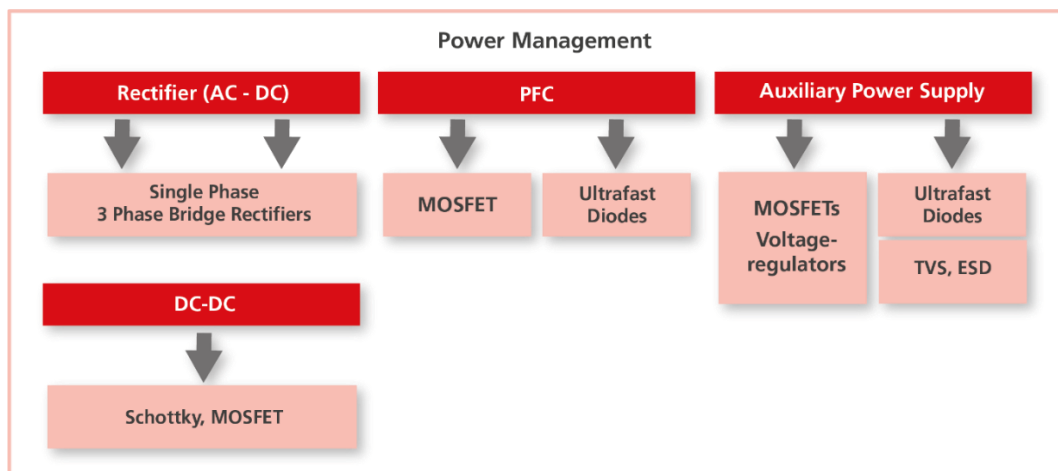 Power Management
Rectifier (AC - DC)
Single Phase
3 Phase Bridge Rectifiers
PFC
MOSFET
Ultrafast
Diodes
Auxiliary Power Supply
MOSFETs
Voltage-
regulators
Ultrafast
Diodes
TVS, ESD
DC-DC
Schottky, MOSFET